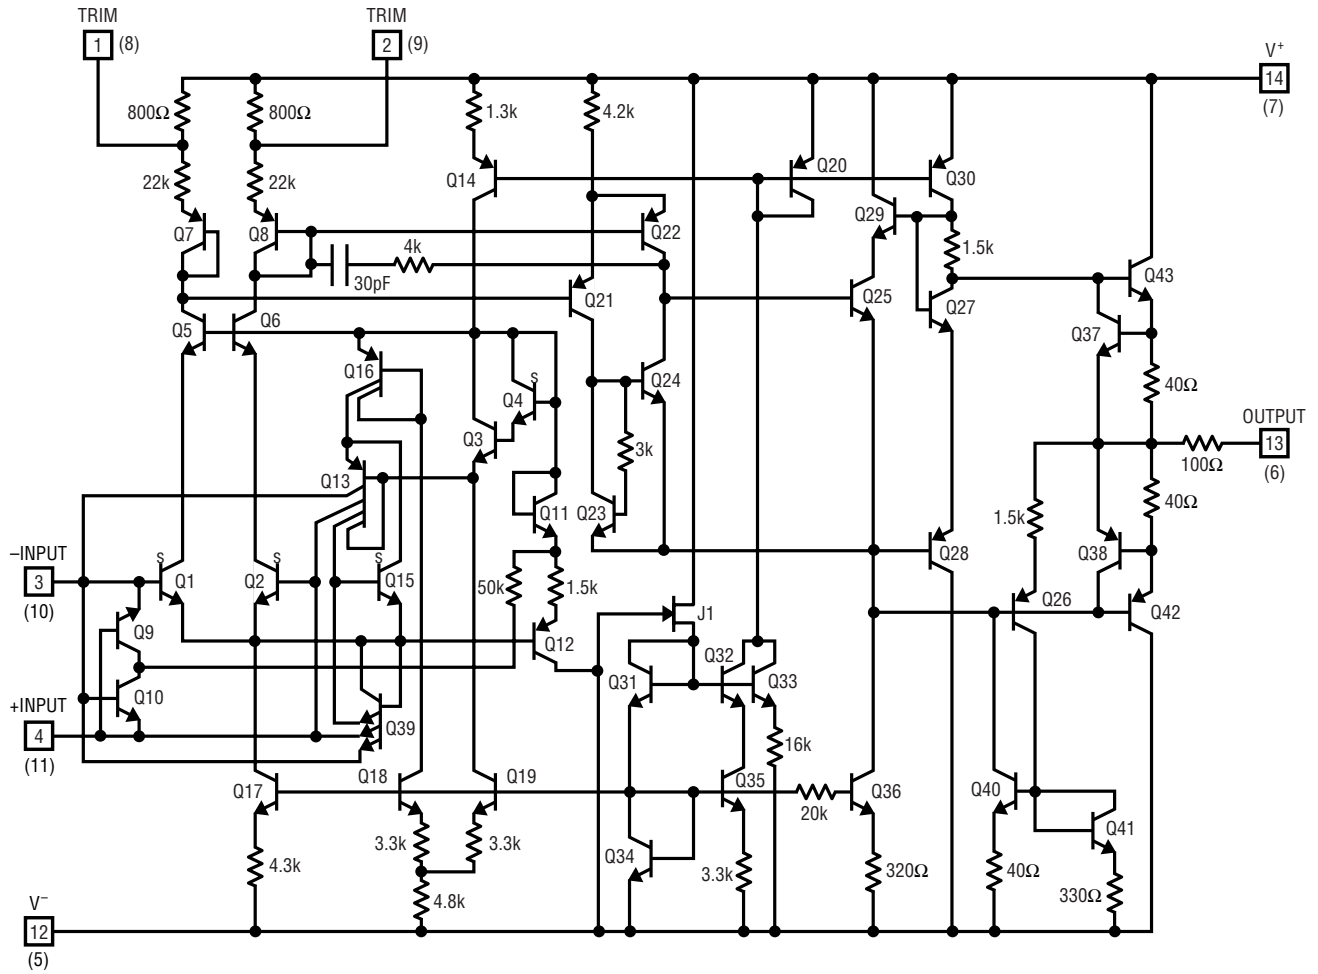 TRIM TRIM
1 (8) 2 (9)
V+
14
(7)
800Ω 800Ω 1.3k 4.2k
22k 22k Q14 Q20 Q30
Q7 Q8 Q22 Q29
4k 1.5k
30pF Q21 Q25 Q27 Q43
Q5 Q6 Q37
Q16 S Q24 40Ω
Q4
OUTPUT
Q3 3k 13
100Ω (6)
Q13
Q11 Q23 1.5k 40Ω
–INPUT S S S Q28 Q38
3 Q1 Q2 Q15 50k 1.5k
(10) J1 Q26 Q42
Q9 Q12
Q10 Q31 Q32 Q33
+INPUT
4 Q39
(11) 16k
Q17 Q18 Q19 Q35 Q36 Q40
20k
3.3k 3.3k Q34 Q41
4.3k 3.3k 320Ω 40Ω
4.8k 330Ω
V–
12
(5)